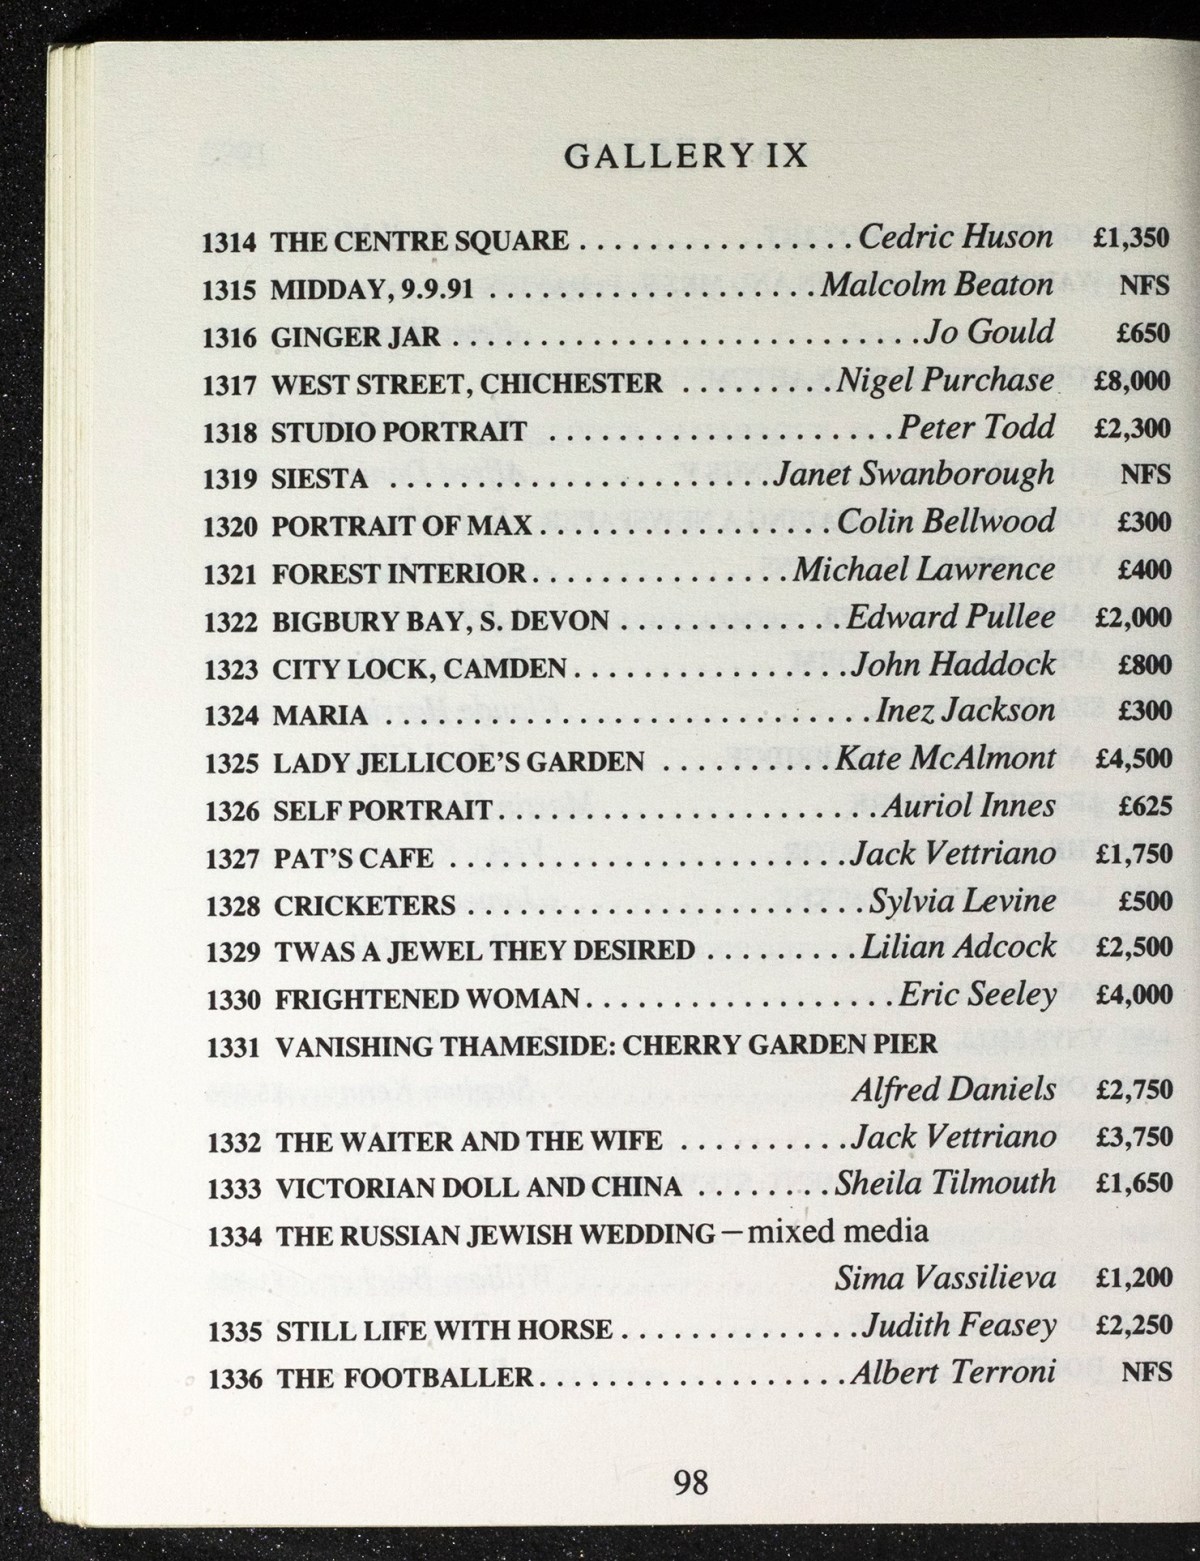 GALLERY IX
1314 THE CENTRE SQUARE ................ Cedric Huson £1,350
1315 MIDDAY, 9.9.91 ................... Malcolm Beaton NFS
1316 GINGER JAR ............................ Jo Gould £650
1317 WEST STREET, CHICHESTER ......... Nigel Purchase £8,000
1318 STUDIO PORTRAIT ..................... Peter Todd £2,300
1319 SIESTA ....................... Janet Swanborough NFS
1320 PORTRAIT OF MAX .................. Colin Bellwood £300
1321 FOREST INTERIOR ............... Michael Lawrence £400
1322 BIGBURY BAY, S. DEVON ............. Edward Pullee £2,000
1323 CITY LOCK, CAMDEN ................ John Haddock £800
1324 MARIA ............................. Inez Jackson £300
1325 LADY JELLICOE'S GARDEN .......... Kate McAlmont £4,500
1326 SELF PORTRAIT ....................... Auriol Innes £625
1327 PAT'S CAFE ........................ Jack Vettriano £1,750
1328 CRICKETERS ........................ Sylvia Levine £500
1329 TWAS A JEWEL THEY DESIRED ......... Lilian Adcock £2,500
1330 FRIGHTENED WOMAN ................... Eric Seeley £4,000
1331 VANISHING THAMESIDE: CHERRY GARDEN PIER
Alfred Daniels £2,750
1332 THE WAITER AND THE WIFE .......... Jack Vettriano £3,750
1333 VICTORIAN DOLL AND CHINA ........ Sheila Tilmouth £1,650
1334 THE RUSSIAN JEWISH WEDDING — mixed media
Sima Vassilieva £1,200
1335 STILL LIFE WITH HORSE .............. Judith Feasey £2,250
1336 THE FOOTBALLER ................... Albert Terroni NFS
98